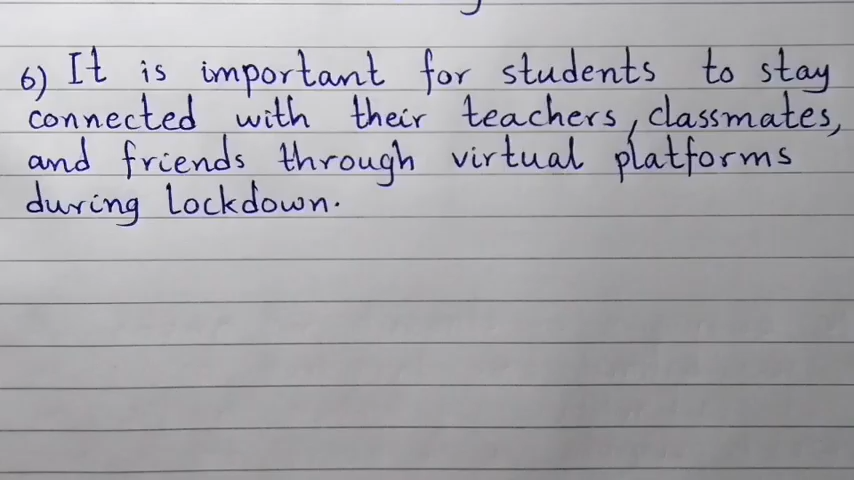 6) It is important for students to stay
connected with their teachers, classmates,
and friends through virtual platforms
during lockdown.